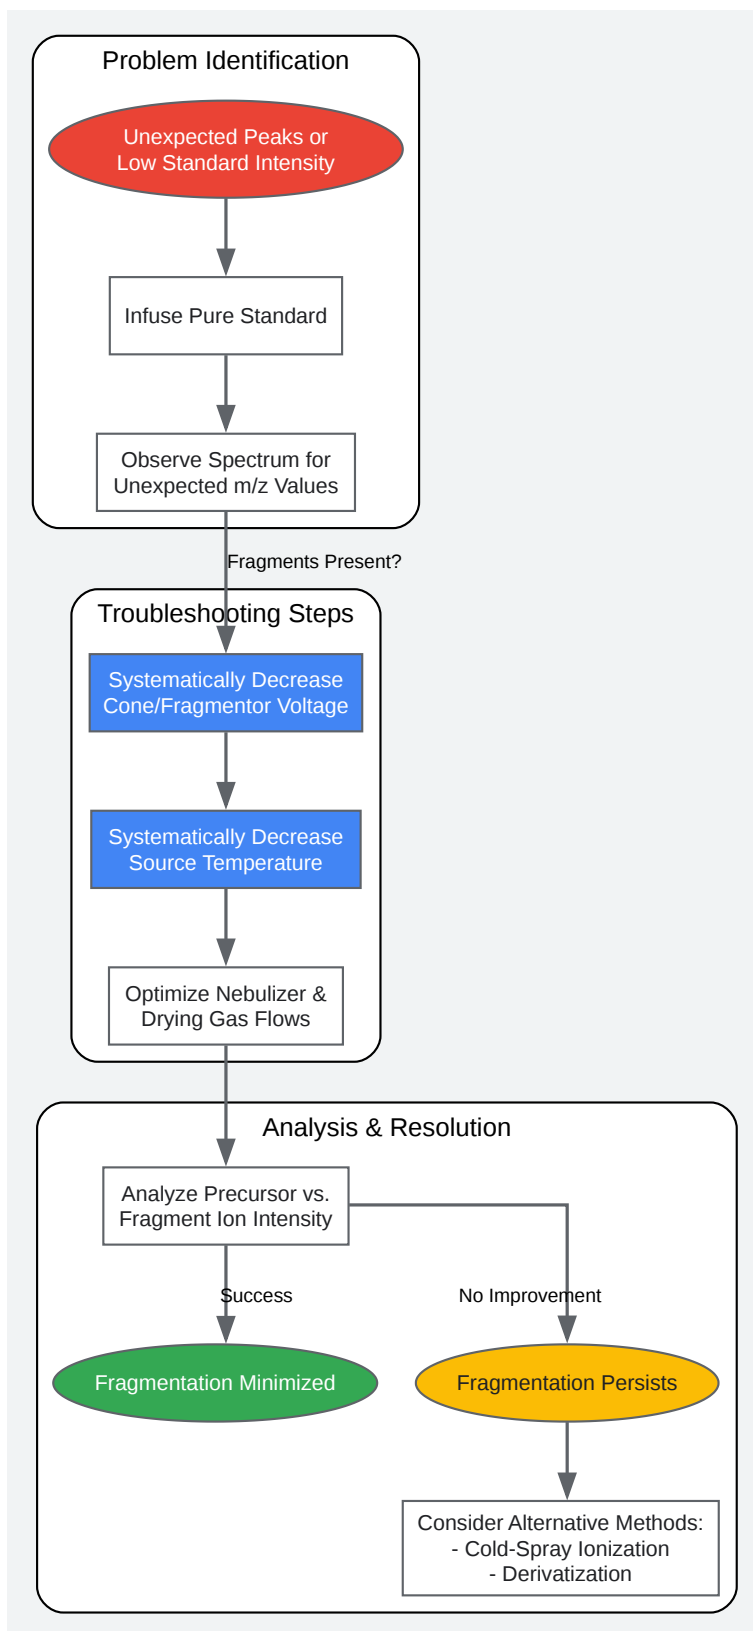 Problem Identification
Unexpected Peaks or
Low Standard Intensity
Infuse Pure Standard
Observe Spectrum for
Unexpected m/z Values
Fragments Present?
Troubleshooting Steps
Systematically Decrease
Cone/Fragmentor Voltage
Systematically Decrease
Source Temperature
Optimize Nebulizer &
Drying Gas Flows
Analysis & Resolution
Analyze Precursor vs.
Fragment Ion Intensity
Success
No Improvement
Fragmentation Minimized
Fragmentation Persists
Consider Alternative Methods:
- Cold-Spray Ionization
- Derivatization